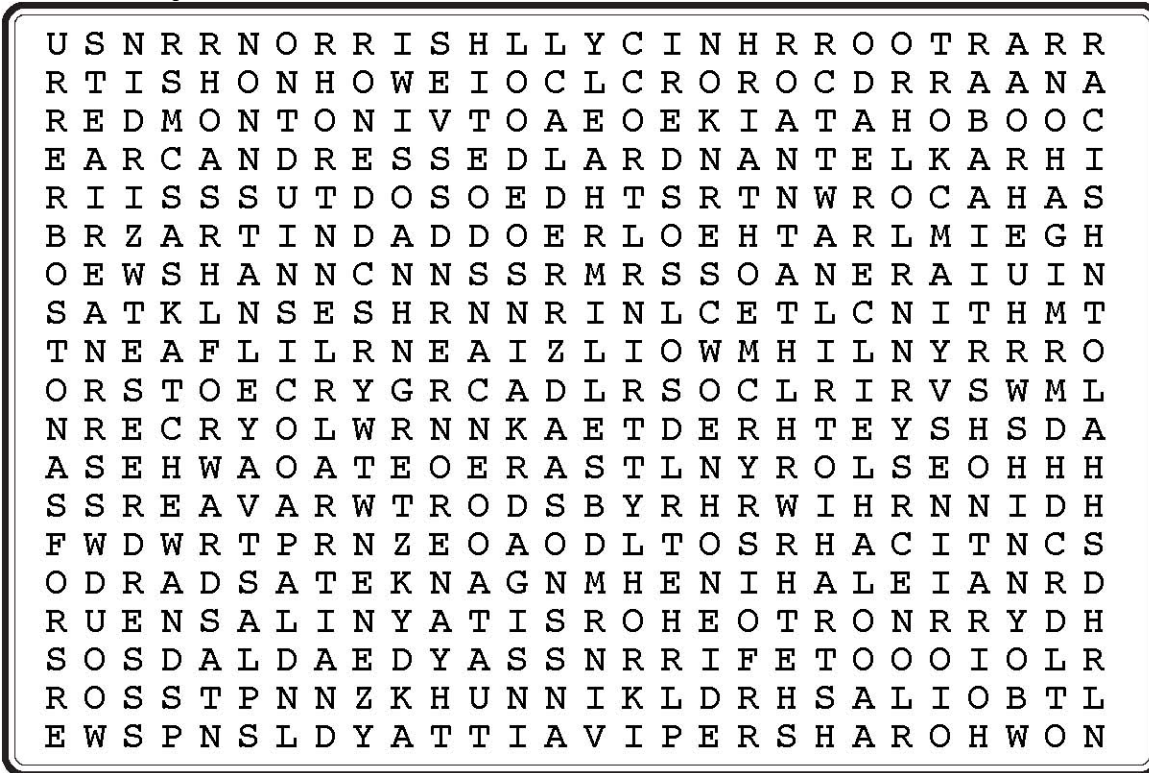 U S N R R N O R R I S H L L Y C I N H R R O O T R A R R
R T I S H O N H O W E I O C L C R O R O C D R R A A N A
R E D M O N T O N I V T O A E O E K I A T A H O B O O C
E A R C A N D R E S S E D L A R D N A N T E L K A R H I
R I I S S S U T D O S O E D H T S R T N W R O C A H A S
B R Z A R T I N D A D D O E R L O E H T A R L M I E G H
O E W S H A N N C N N S S R M R S S O A N E R A I U I N
S A T K L N S E S H R N N R I N L C E T L C N I T H M T
T N E A F L I L R N E A I Z L I O W M H I L N Y R R R O
O R S T O E C R Y G R C A D L R S O C L R I R V S W M L
N R E C R Y O L W R N N K A E T D E R H T E Y S H S D A
A S E H W A O A T E O E R A S T L N Y R O L S E O H H H
S S R E A V A R W T R O D S B Y R H R W I H R N N I D H
F W D W R T P R N Z E O A O D L T O S R H A C I T N C S
O D R A D S A T E K N A G N M H E N I H A L E I A N R D
R U E N S A L I N Y A T I S R O H E O T R O N R R Y D H
S O S D A L D A E D Y A S S N R R I F E T O O O I O L R
R O S S T P N N Z K H U N N I K L D R H S A L I O B T L
E W S P N S L D Y A T T I A V I P E R S H A R O H W O N